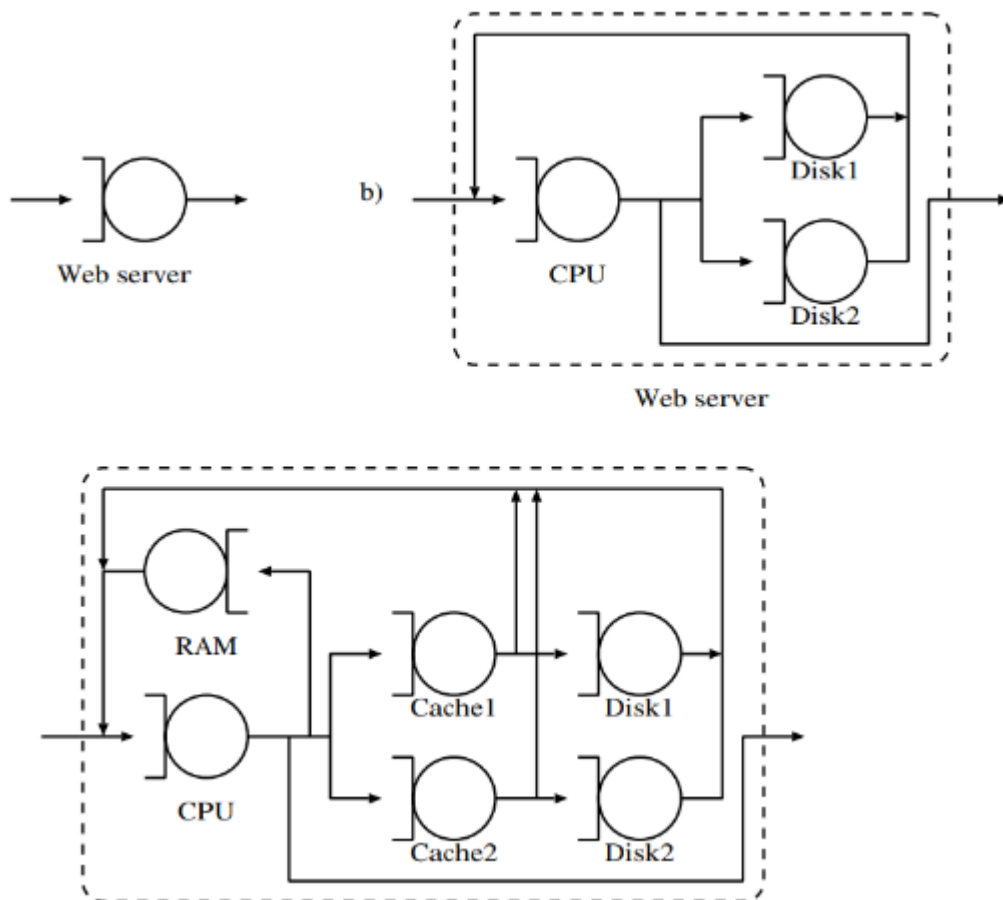 Web server
b)
CPU
Disk1
Disk2
Web server
RAM
CPU
Cache1
Disk1
Cache2
Disk2